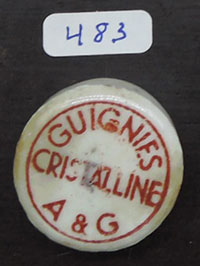 483
GUIGNIES
CRISTALLINE
A & G